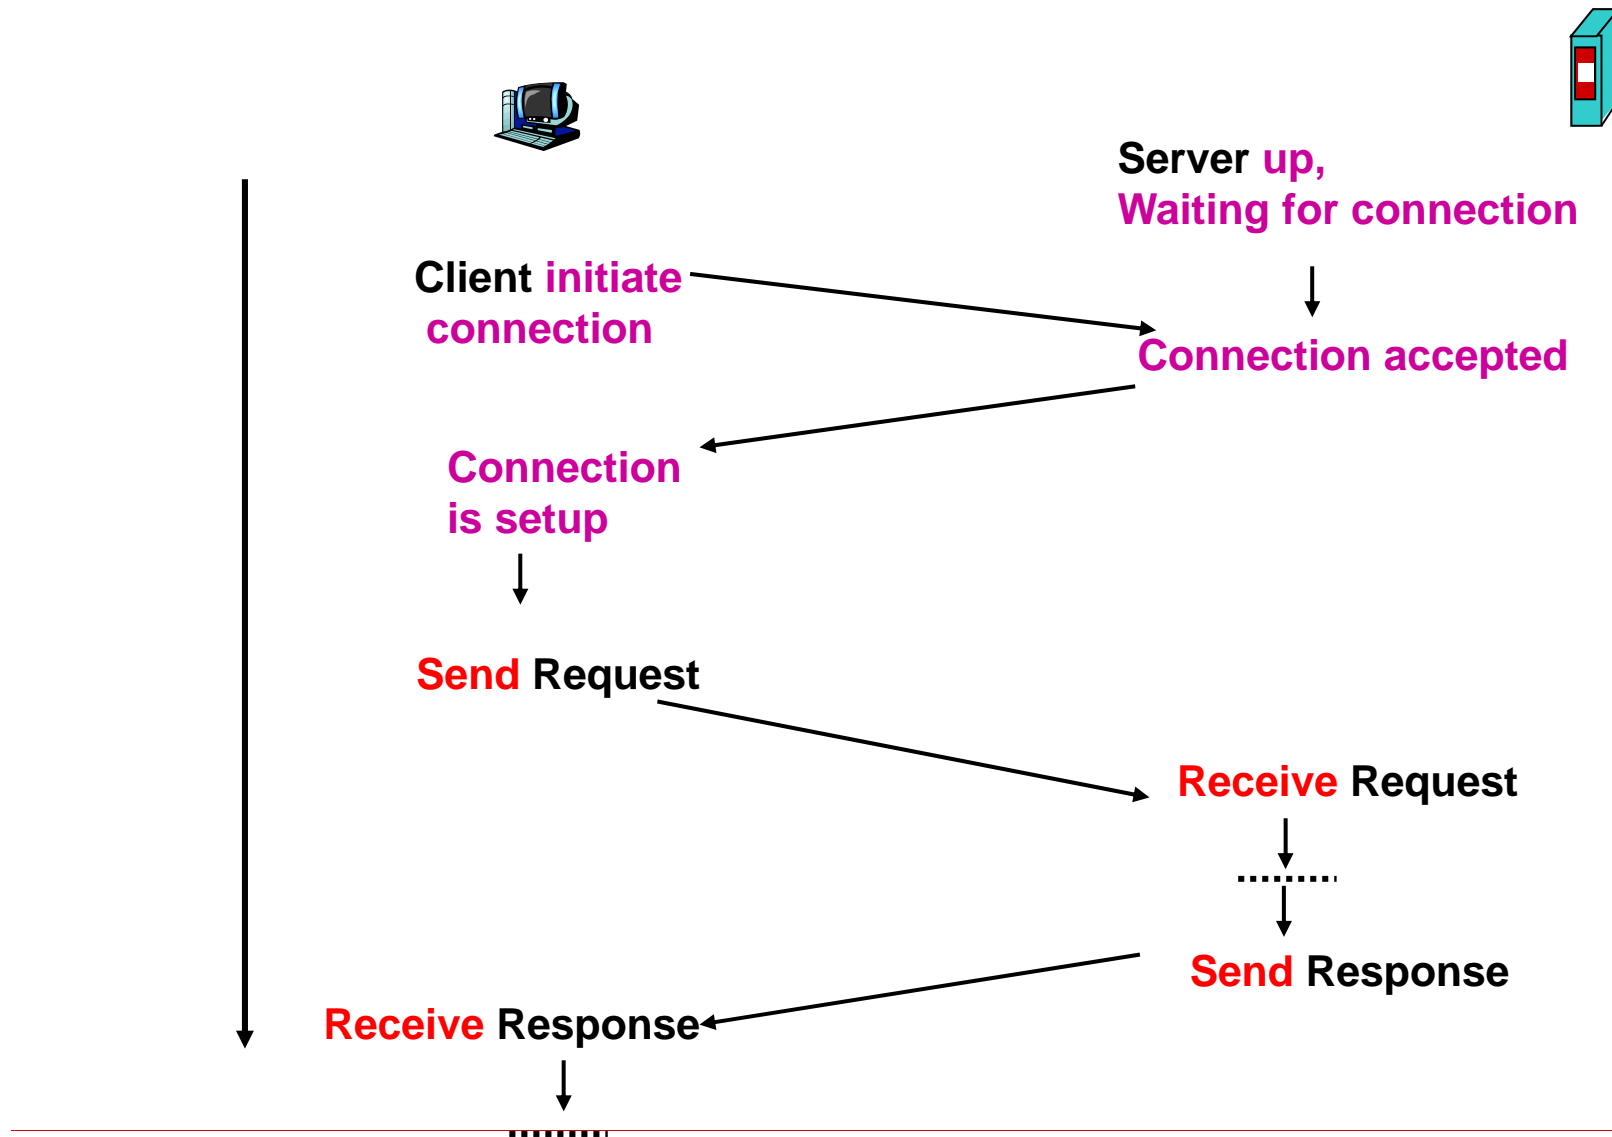 Server up,
Waiting for connection
Client initiate
connection
Connection accepted
Connection
is setup
Send Request
Receive Request
Send Response
Receive Response